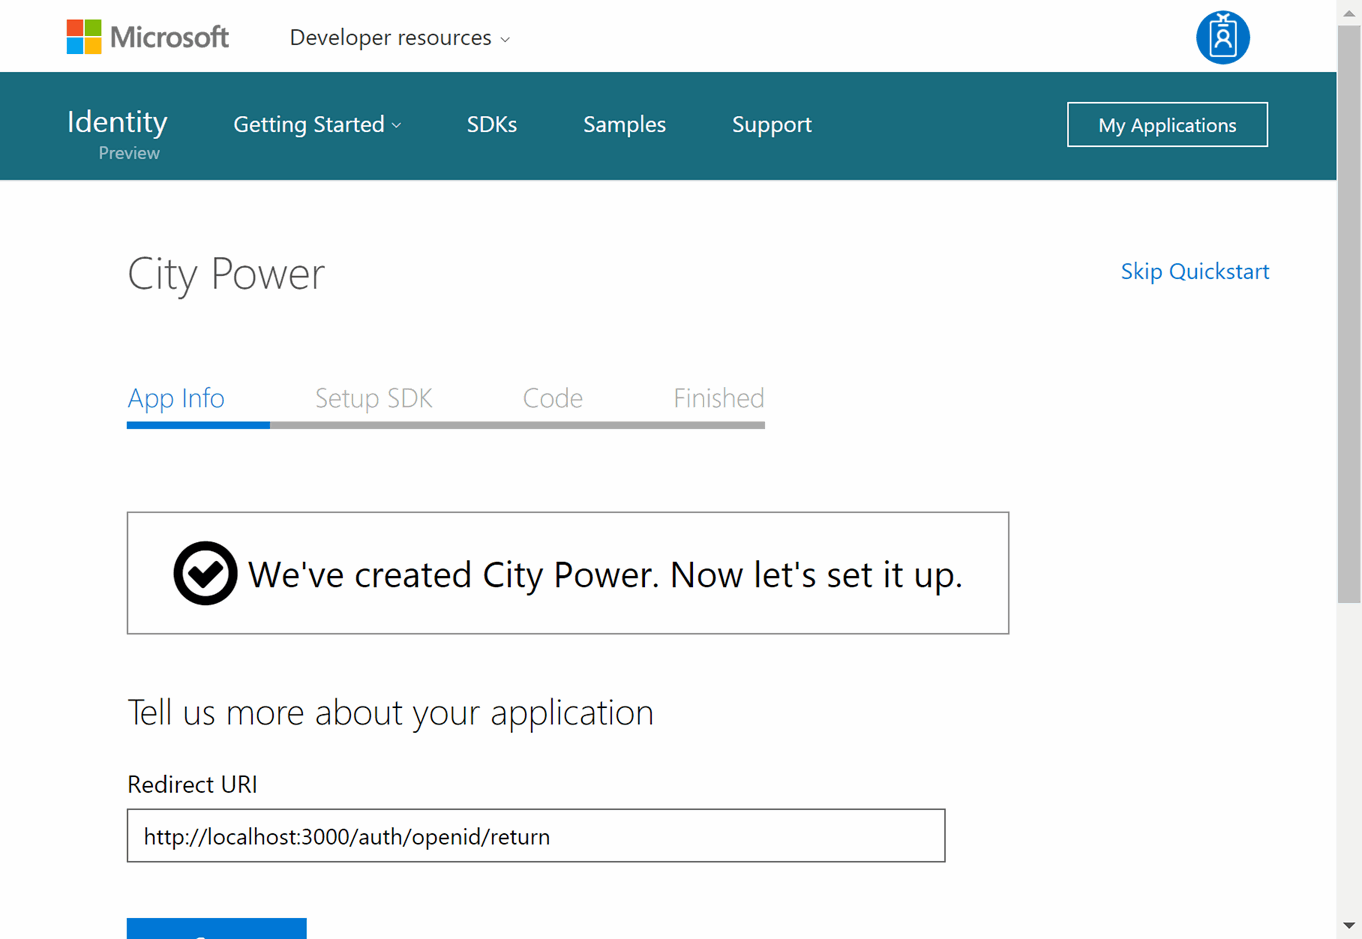 Microsoft
Developer resources
Identity
Preview
Getting Started
SDKs
Samples
Support
My Applications
City Power
Skip Quickstart
App Info
Setup SDK
Code
Finished
We've created City Power. Now let's set it up.
Tell us more about your application
Redirect URI
http://localhost:3000/auth/openid/return